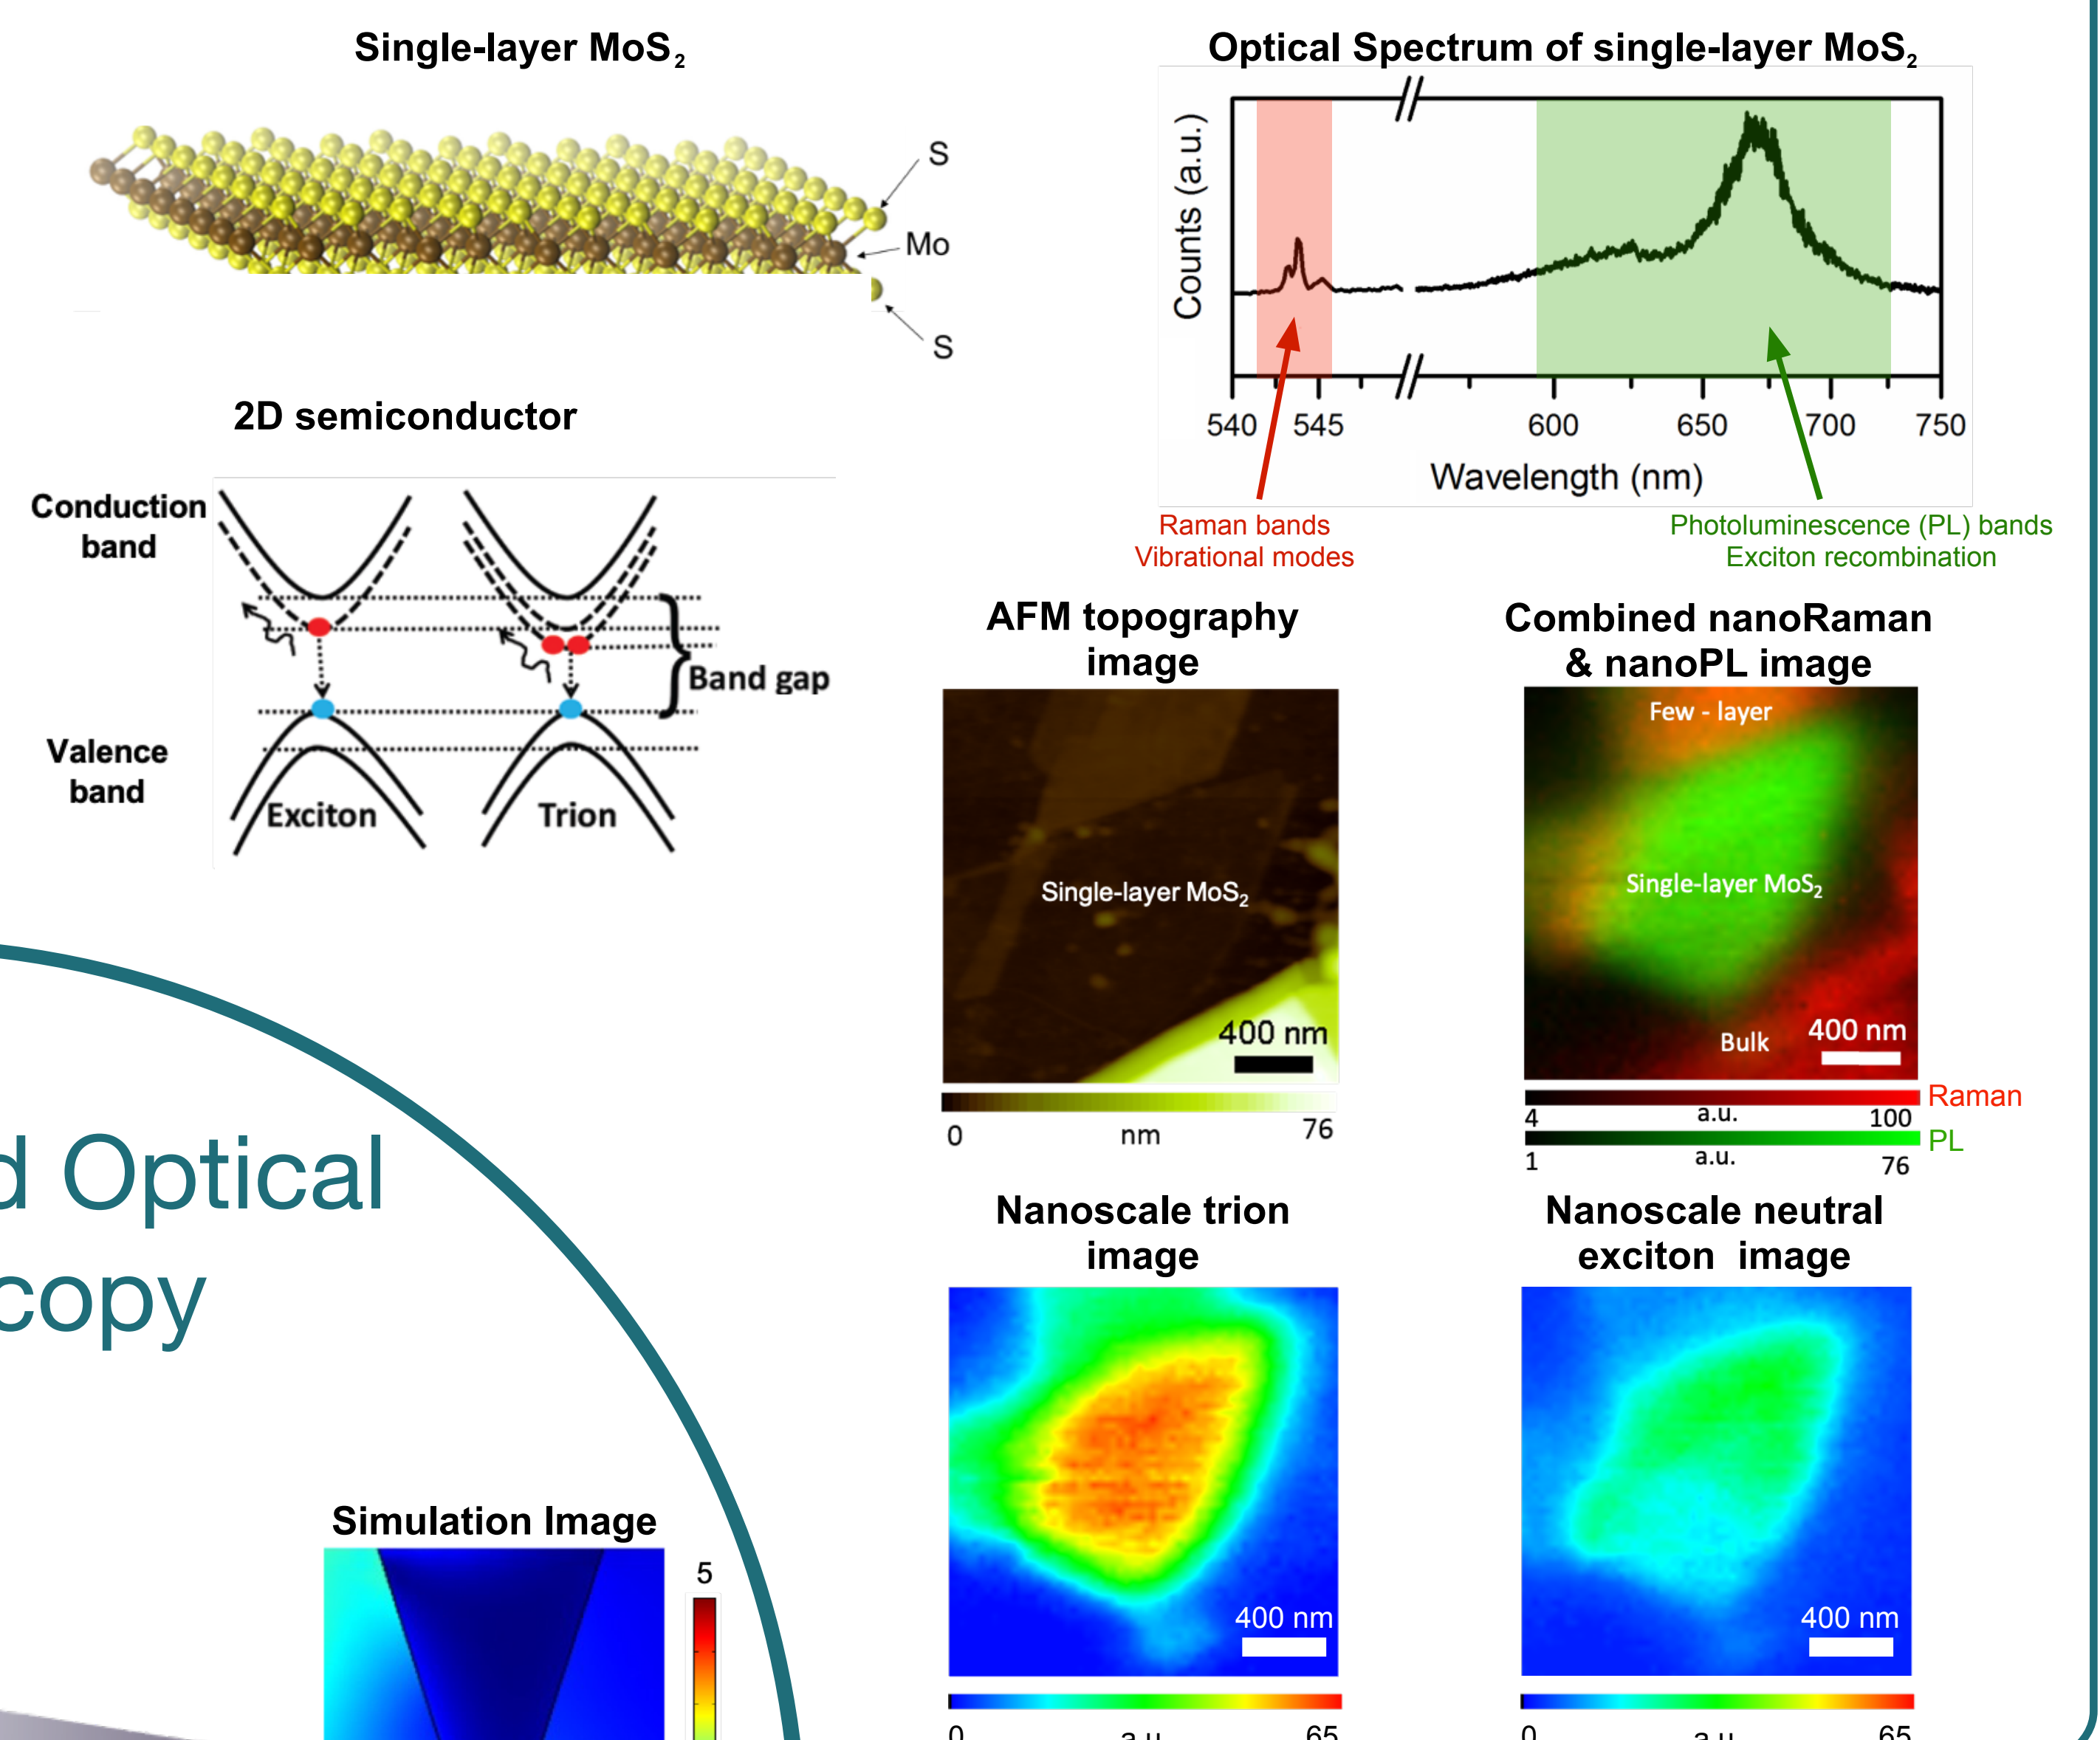 Single-layer MoS₂
S
Mo
S
2D semiconductor
Conduction
band
Band gap
Valence
band
Exciton
Trion
Optical Spectrum of single-layer MoS₂
Counts (a.u.)
540 545 600 650 700 750
Wavelength (nm)
Raman bands
Vibrational modes
Photoluminescence (PL) bands
Exciton recombination
AFM topography
image
Single-layer MoS₂
400 nm
0 nm 76
Combined nanoRaman
& nanoPL image
Few - layer
Single-layer MoS₂
Bulk
400 nm
Raman
4 a.u. 100
PL
1 a.u. 76
Nanoscale trion
image
400 nm
0 a.u. 65
Nanoscale neutral
exciton image
400 nm
0 a.u. 65
d Optical
copy
Simulation Image
5